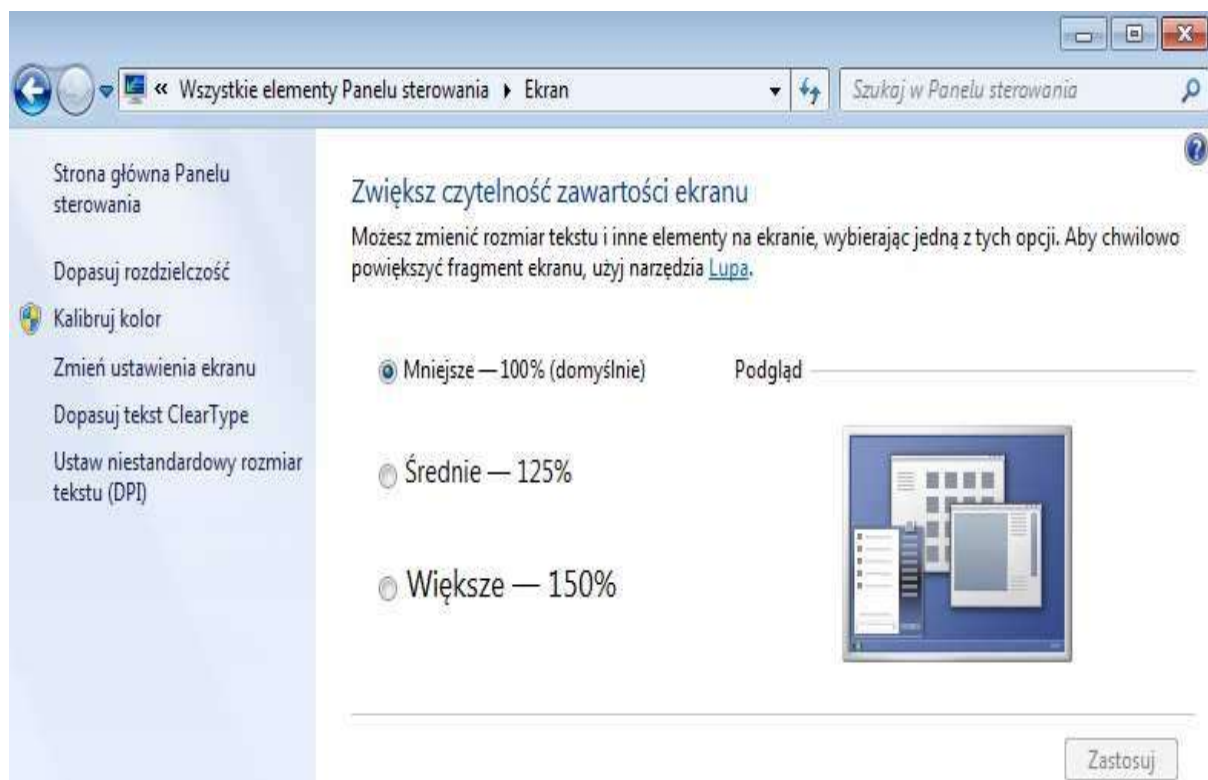 « Wszystkie elementy Panelu sterowania ▸ Ekran
Szukaj w Panelu sterowania
Strona główna Panelu
sterowania
Dopasuj rozdzielczość
Kalibruj kolor
Zmień ustawienia ekranu
Dopasuj tekst ClearType
Ustaw niestandardowy rozmiar
tekstu (DPI)
Zwiększ czytelność zawartości ekranu
Możesz zmienić rozmiar tekstu i inne elementy na ekranie, wybierając jedną z tych opcji. Aby chwilowo
powiększyć fragment ekranu, użyj narzędzia Lupa.
Mniejsze — 100% (domyślnie)
Podgląd
Średnie — 125%
Większe — 150%
Zastosuj